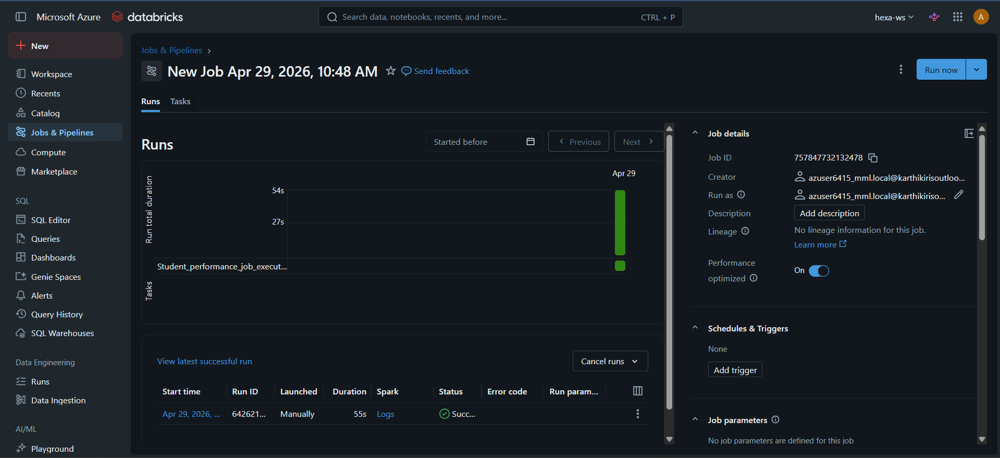 Microsoft Azure databricks
Search data, notebooks, recents, and more... CTRL + P
hexa-ws
A
New
Workspace
Recents
Catalog
Jobs & Pipelines
Compute
Marketplace
SQL
SQL Editor
Queries
Dashboards
Genie Spaces
Alerts
Query History
SQL Warehouses
Data Engineering
Runs
Data Ingestion
AI/ML
Playground
Jobs & Pipelines
New Job Apr 29, 2026, 10:48 AM Send feedback
Run now
Runs Tasks
Runs
Started before Previous Next
Apr 29
Run total duration
54s
27s
Student_performance_job_execut...
Tasks
View latest successful run
Cancel runs
Start time Run ID Launched Duration Spark Status Error code Run param...
Apr 29, 2026, ... 642621... Manually 55s Logs Succ...
Job details
Job ID 757847732132478
Creator azuser6415_mml.local@karthikirisoutloo...
Run as azuser6415_mml.local@karthikiriso...
Description Add description
Lineage No lineage information for this job.
Learn more
Performance optimized On
Schedules & Triggers
None
Add trigger
Job parameters
No job parameters are defined for this job